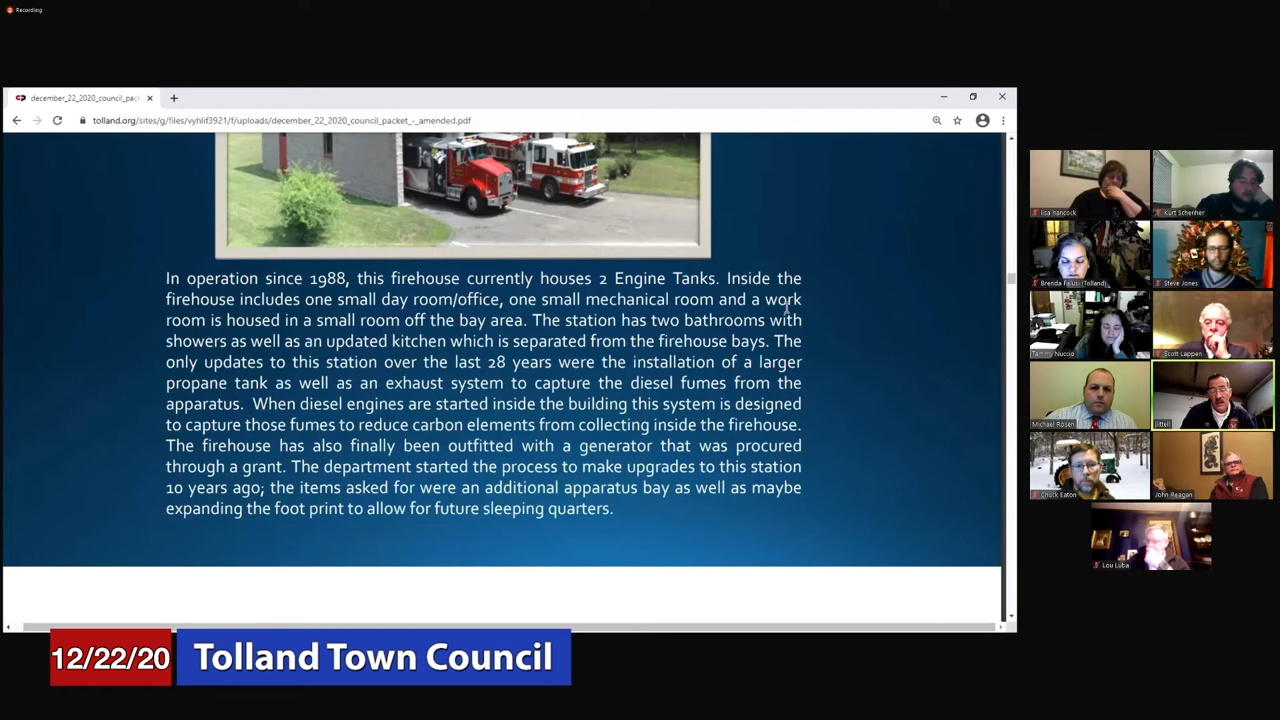 Recording
december_22_2020_council_pac
tolland.org/sites/g/files/vyhlif3921/f/uploads/december_22_2020_council_packet_-_amended.pdf
In operation since 1988, this firehouse currently houses 2 Engine Tanks. Inside the
firehouse includes one small day room/office, one small mechanical room and a work
room is housed in a small room off the bay area. The station has two bathrooms with
showers as well as an updated kitchen which is separated from the firehouse bays. The
only updates to this station over the last 28 years were the installation of a larger
propane tank as well as an exhaust system to capture the diesel fumes from the
apparatus. When diesel engines are started inside the building this system is designed
to capture those fumes to reduce carbon elements from collecting inside the firehouse.
The firehouse has also finally been outfitted with a generator that was procured
through a grant. The department started the process to make upgrades to this station
10 years ago; the items asked for were an additional apparatus bay as well as maybe
expanding the foot print to allow for future sleeping quarters.
lisa hancock
Kurt Schenher
Brenda Falusi (Tolland)
Steve Jones
Tammy Nuccio
Scott Lappen
Michael Rosen
jlittell
Chuck Eaton
John Reagan
Lou Luba
12/22/20
Tolland Town Council